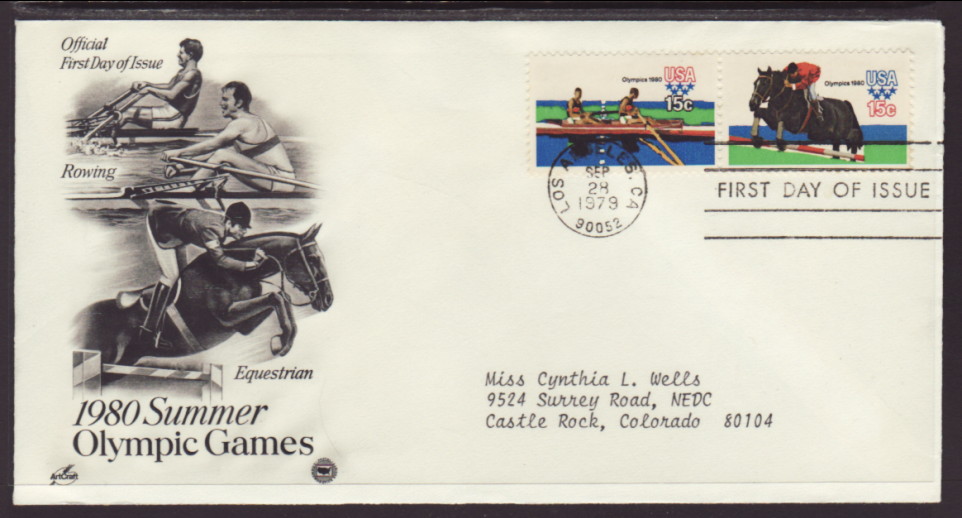 Official
First Day of Issue
Rowing
Equestrian
1980 Summer
Olympic Games
ArtCraft
Olympics 1980
USA
15c
Olympics 1980
USA
15c
LOS ANGELES, CA
SEP
28
1979
90052
FIRST DAY OF ISSUE
Miss Cynthia L. Wells
9524 Surrey Road, NEDC
Castle Rock, Colorado 80104